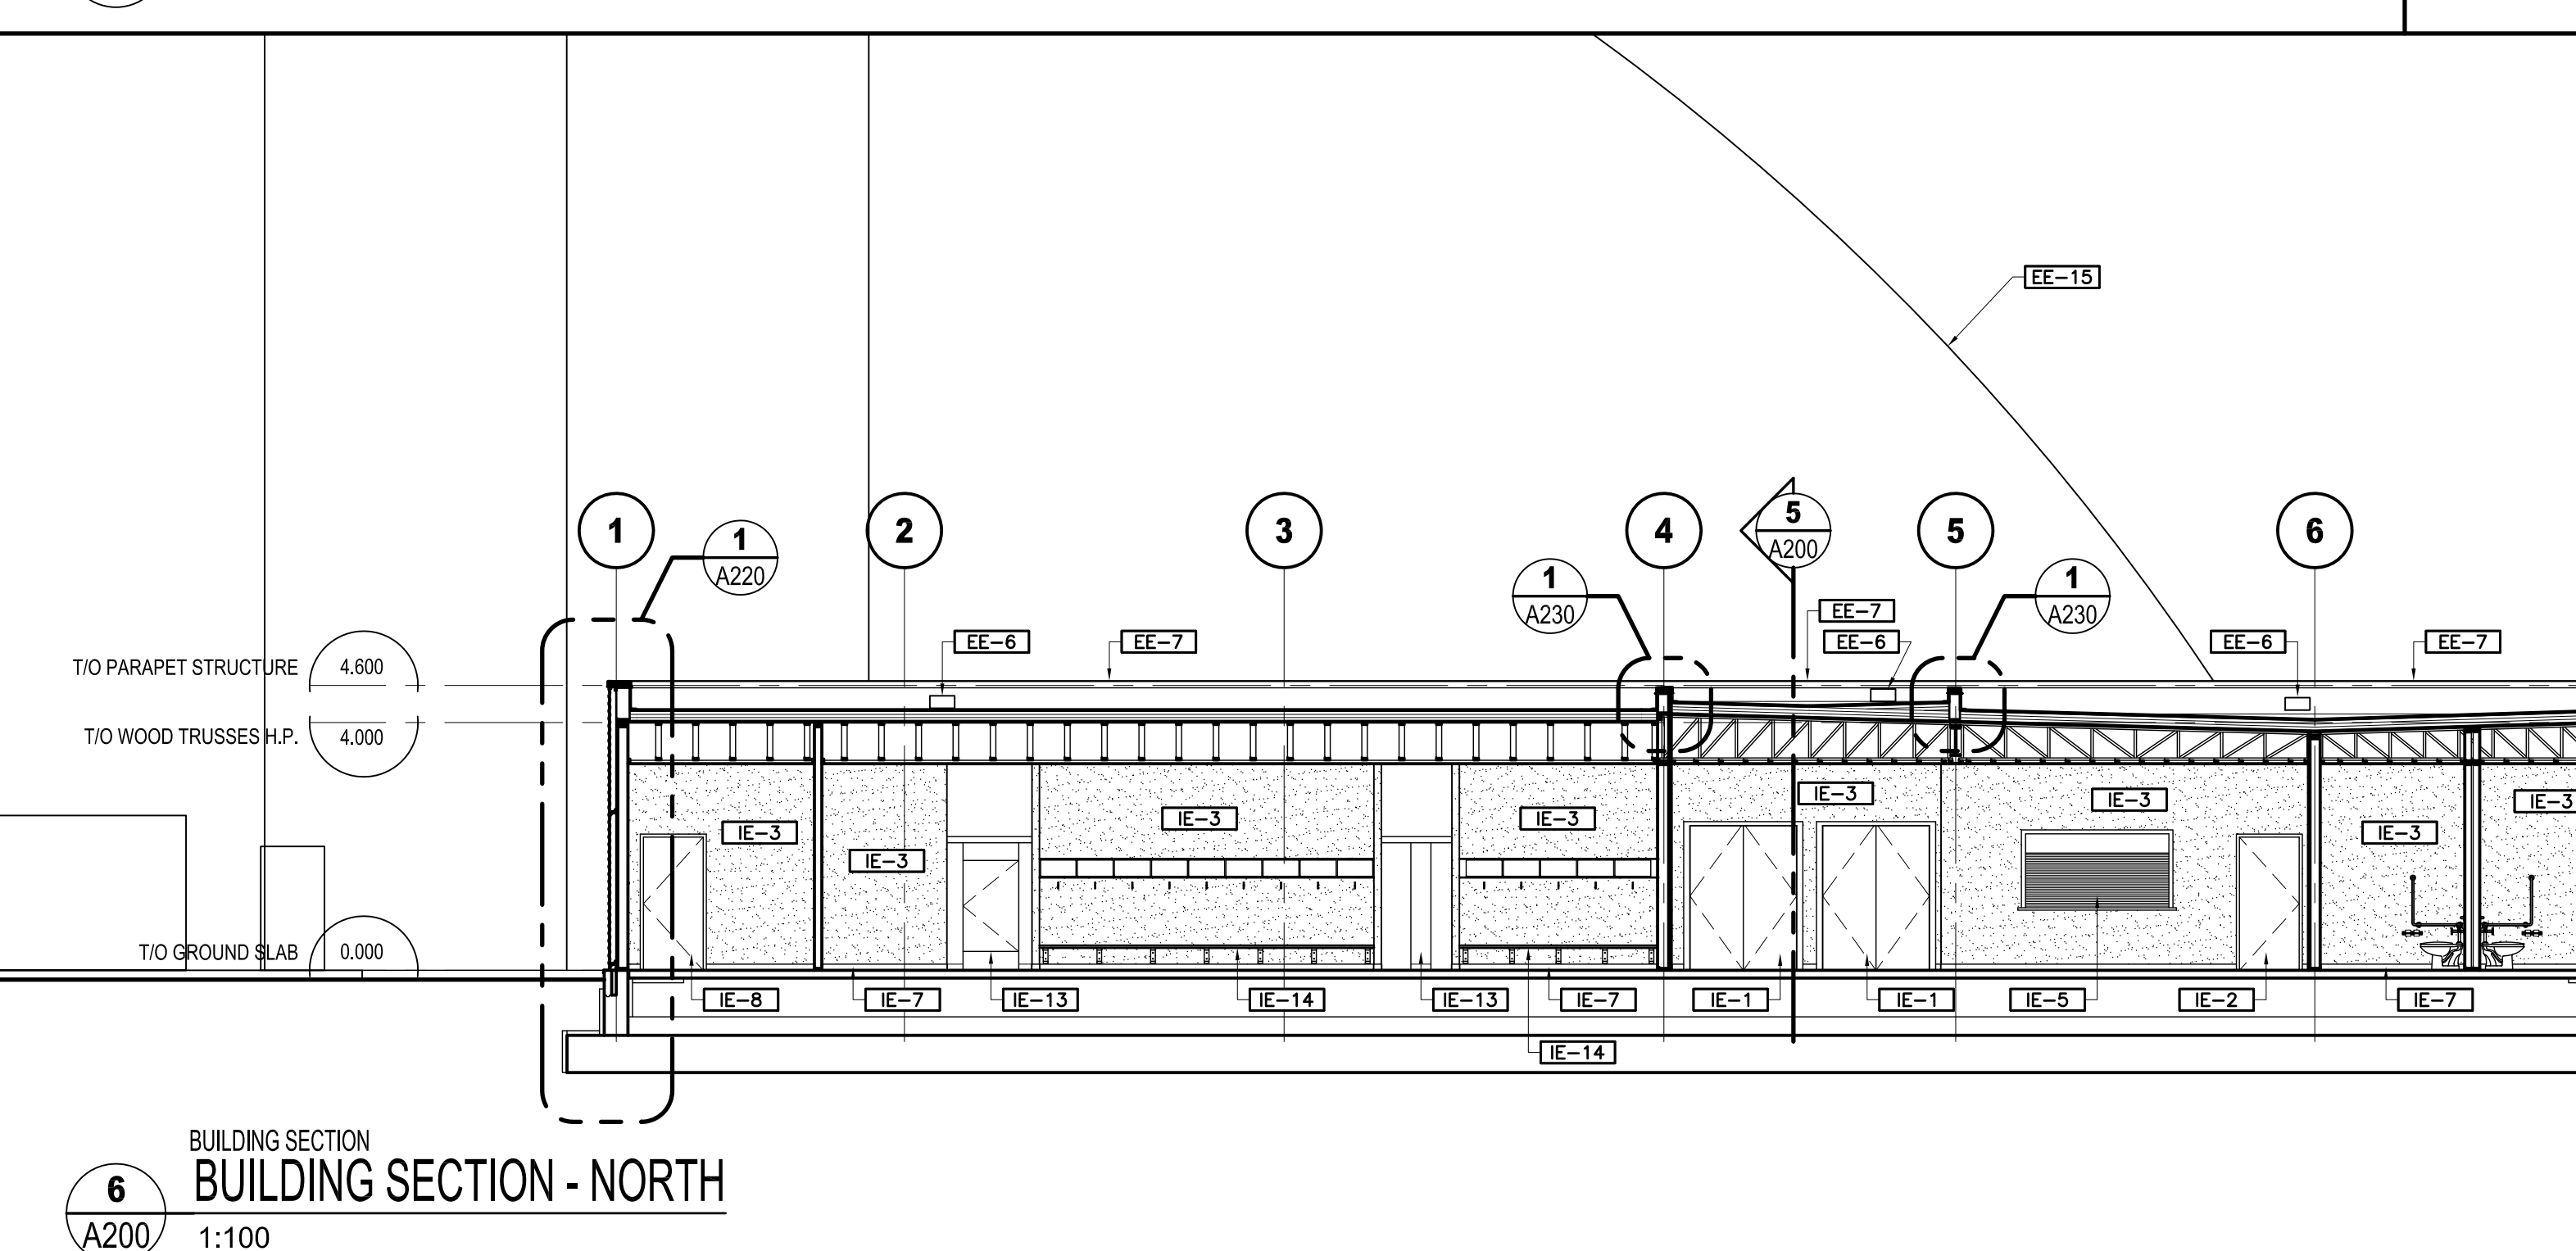 EE-15
1
2
3
4
5
A200
5
6
1
A220
1
A230
1
A230
EE-7
EE-6
EE-7
EE-6
EE-6
EE-7
T/O PARAPET STRUCTURE 4.600
T/O WOOD TRUSSES H.P. 4.000
IE-3
IE-3
IE-3
IE-3
IE-3
IE-3
IE-3
IE-3
IE-3
T/O GROUND SLAB 0.000
IE-8
IE-7
IE-13
IE-14
IE-13
IE-7
IE-1
IE-1
IE-5
IE-2
IE-7
IE-14
BUILDING SECTION
6
A200
BUILDING SECTION - NORTH
1:100